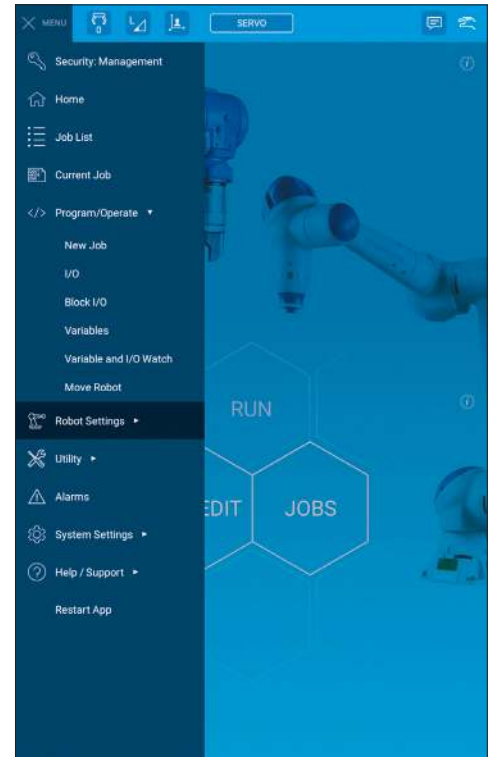 MENU
0
L
SERVO
Security: Management
Home
Job List
Current Job
</> Program/Operate
New Job
I/O
Block I/O
Variables
Variable and I/O Watch
Move Robot
Robot Settings
Utility
Alarms
System Settings
Help / Support
Restart App
RUN
EDIT
JOBS